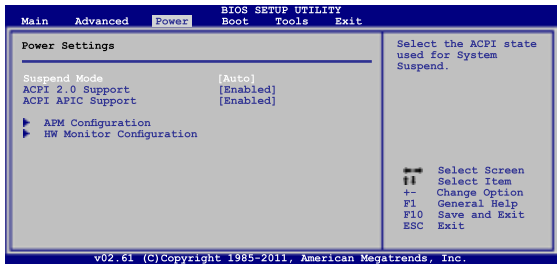 BIOS SETUP UTILITY
Main Advanced Power Boot Tools Exit
Power Settings
Suspend Mode [Auto]
ACPI 2.0 Support [Enabled]
ACPI APIC Support [Enabled]
APM Configuration
HW Monitor Configuration
Select the ACPI state
used for System
Suspend.
Select Screen
Select Item
+- Change Option
F1 General Help
F10 Save and Exit
ESC Exit
v02.61 (C)Copyright 1985-2011, American Megatrends, Inc.